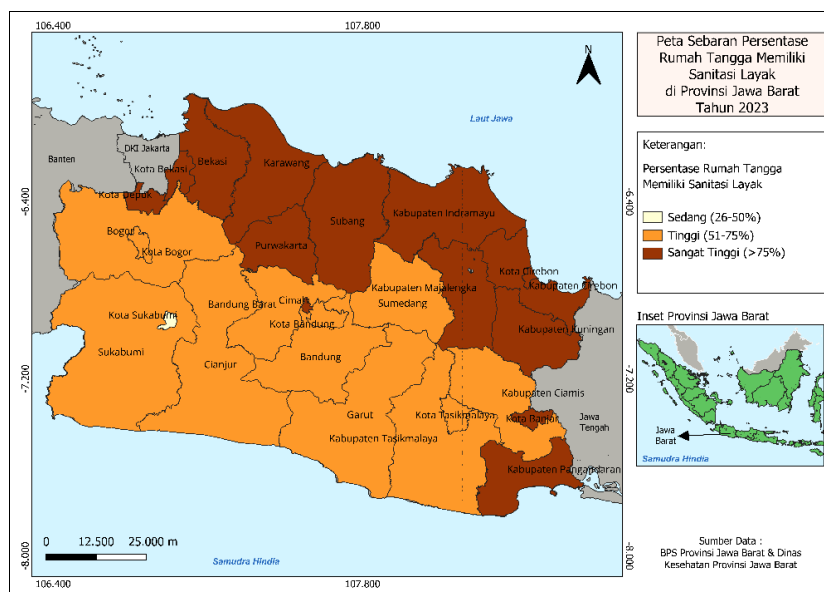 106.400
107.800
N
Laut Jawa
DKI Jakarta
Banten
Kota Bekasi
Bekasi
Karawang
Kota Depok
Subang
Kabupaten Indramayu
Bogor
Kota Bogor
Purwakarta
Kota Cirebon
Kabupaten Cirebon
Kabupaten Majalengka
Sumedang
Bandung Barat
Cimahi
Kota Sukabumi
Kota Bandung
Kabupaten Kuningan
Sukabumi
Cianjur
Bandung
Kabupaten Ciamis
Garut
Kota Tasikmalaya
Kota Banjar
Jawa
Tengah
Kabupaten Tasikmalaya
Kabupaten Pangandaran
0 12.500 25.000 m
Samudra Hindia
-6.400
-7.200
-8.000
-6.400
-7.200
-8.000
106.400
107.800
Peta Sebaran Persentase
Rumah Tangga Memiliki
Sanitasi Layak
di Provinsi Jawa Barat
Tahun 2023
Keterangan:
Persentase Rumah Tangga
Memiliki Sanitasi Layak
Sedang (26-50%)
Tinggi (51-75%)
Sangat Tinggi (>75%)
Inset Provinsi Jawa Barat
Jawa
Barat
Samudra Hindia
Sumber Data :
BPS Provinsi Jawa Barat & Dinas
Kesehatan Provinsi Jawa Barat